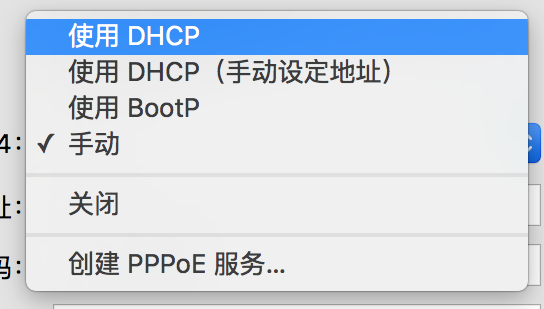 使用 DHCP
使用 DHCP（手动设定地址）
使用 BootP
4: ✓ 手动
址:
关闭
码:
创建 PPPoE 服务...